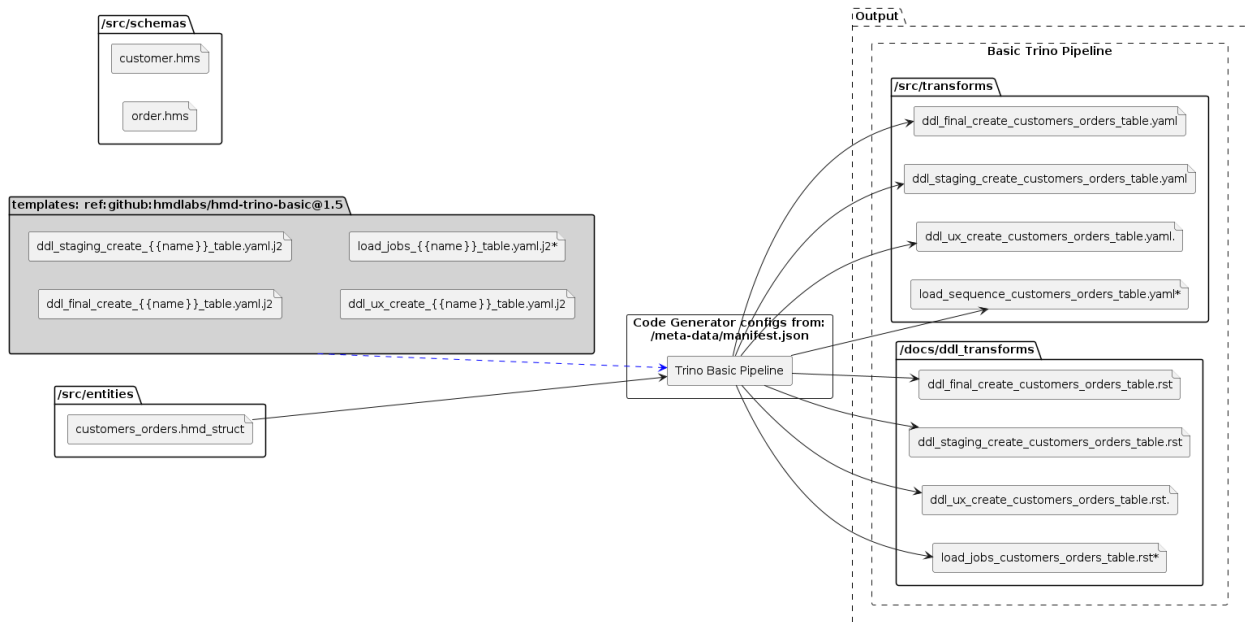 /src/schemas
customer.hms
order.hms
templates: ref:github:hmdlabs/hmd-trino-basic@1.5
ddl_staging_create_{{name}}_table.yaml.j2
load_jobs_{{name}}_table.yaml.j2*
ddl_final_create_{{name}}_table.yaml.j2
ddl_ux_create_{{name}}_table.yaml.j2
/src/entities
customers_orders.hmd_struct
Code Generator configs from:
/meta-data/manifest.json
Trino Basic Pipeline
Output
Basic Trino Pipeline
/src/transforms
ddl_final_create_customers_orders_table.yaml
ddl_staging_create_customers_orders_table.yaml
ddl_ux_create_customers_orders_table.yaml.
load_sequence_customers_orders_table.yaml*
/docs/ddl_transforms
ddl_final_create_customers_orders_table.rst
ddl_staging_create_customers_orders_table.rst
ddl_ux_create_customers_orders_table.rst.
load_jobs_customers_orders_table.rst*